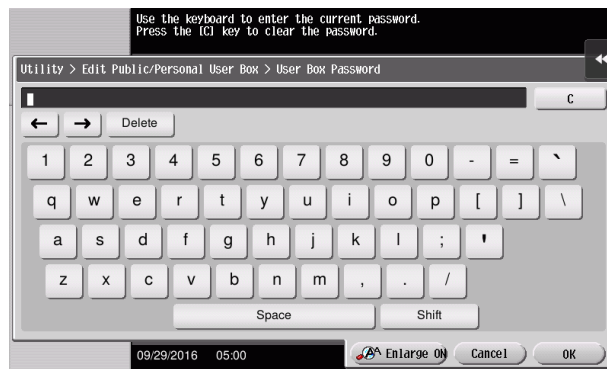 Use the keyboard to enter the current password.
Press the [C] key to clear the password.
Utility > Edit Public/Personal User Box > User Box Password
C
← → Delete
1 2 3 4 5 6 7 8 9 0 - = `
q w e r t y u i o p [ ] \
a s d f g h j k l ; '
z x c v b n m , . /
Space Shift
09/29/2016 05:00 Enlarge ON Cancel OK